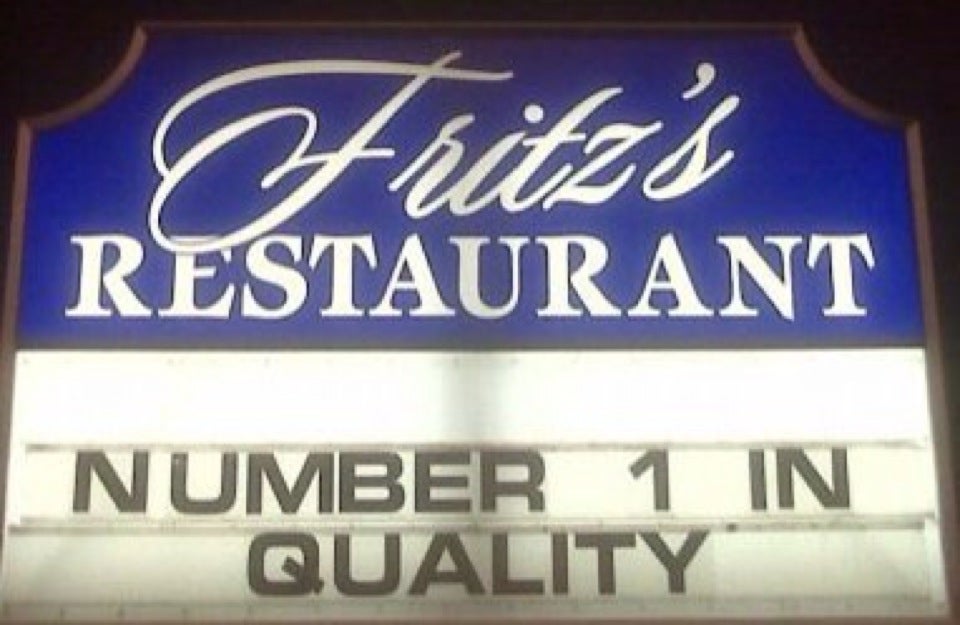 Fritz's
RESTAURANT
NUMBER 1 IN
QUALITY